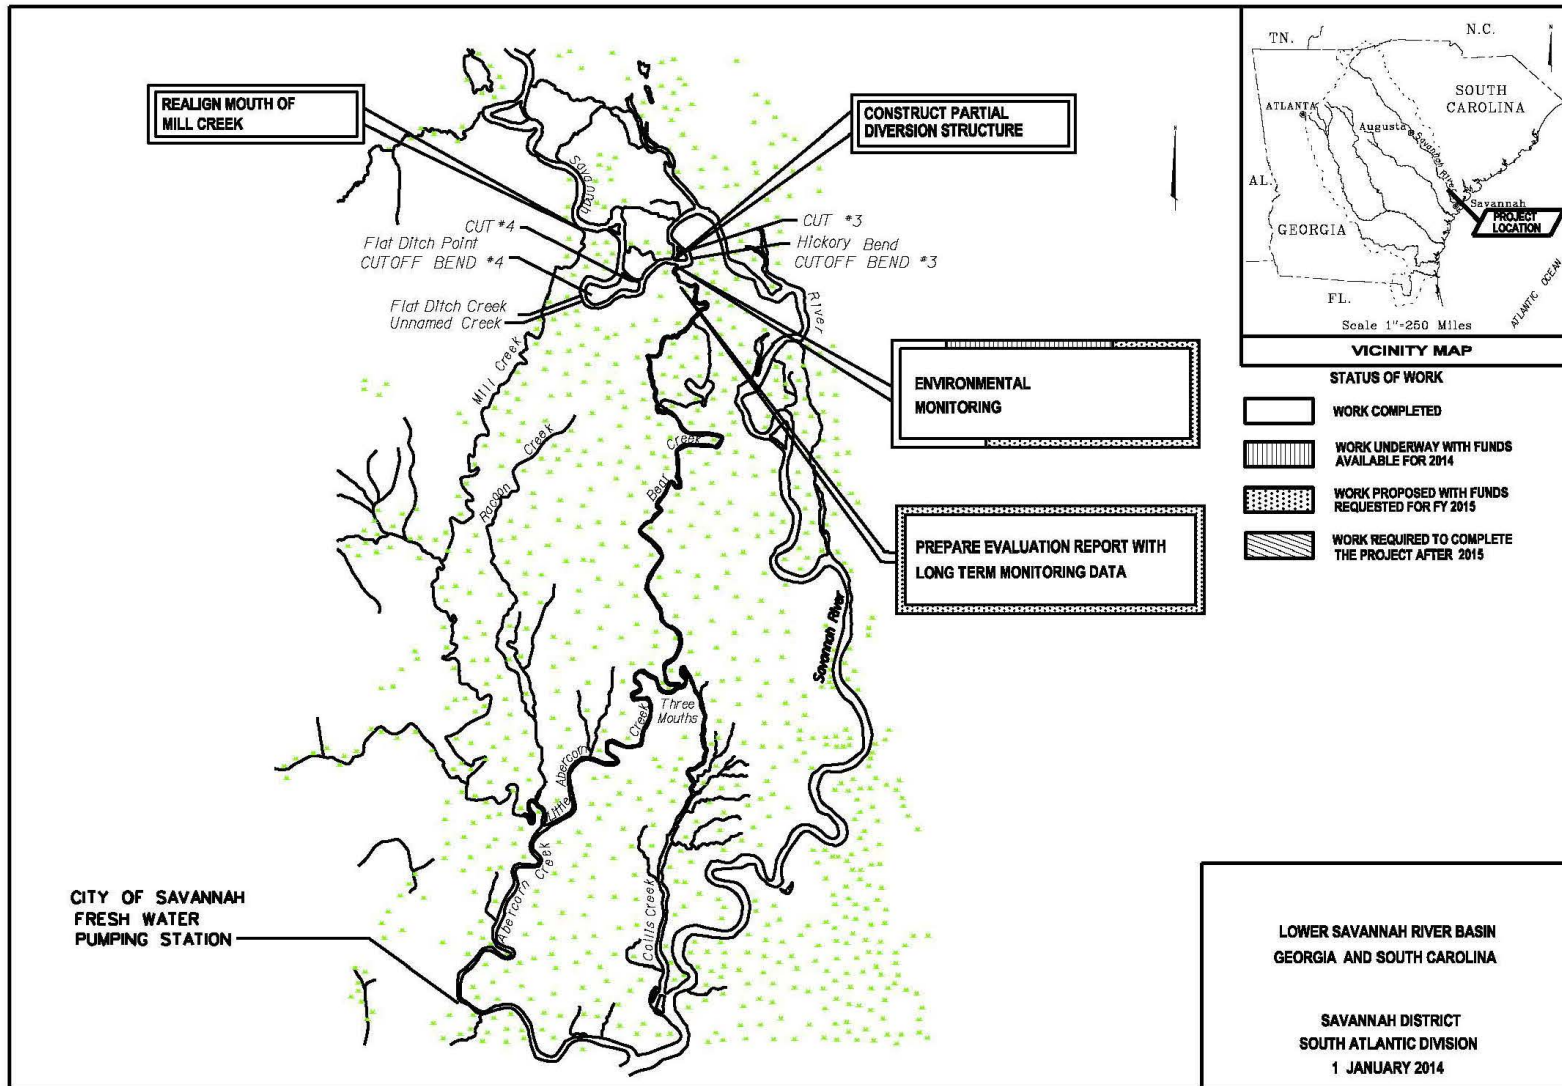 REALIGN MOUTH OF
MILL CREEK
CONSTRUCT PARTIAL
DIVERSION STRUCTURE
Savannah
CUT #4
Flat Ditch Point
CUTOFF BEND #4
Flat Ditch Creek
Unnamed Creek
CUT #3
Hickory Bend
CUTOFF BEND #3
River
Mill Creek
Racoon Creek
Bear Creek
ENVIRONMENTAL
MONITORING
PREPARE EVALUATION REPORT WITH
LONG TERM MONITORING DATA
Savannah River
Three
Mouths
Little Abercorn Creek
Abercorn Creek
Collis Creek
CITY OF SAVANNAH
FRESH WATER
PUMPING STATION
TN.
N.C.
SOUTH
CAROLINA
ATLANTA
Augusta
Savannah River
AL.
Savannah
PROJECT
LOCATION
GEORGIA
FL.
ATLANTIC OCEAN
Scale 1"=250 Miles
VICINITY MAP
STATUS OF WORK
WORK COMPLETED
WORK UNDERWAY WITH FUNDS
AVAILABLE FOR 2014
WORK PROPOSED WITH FUNDS
REQUESTED FOR FY 2015
WORK REQUIRED TO COMPLETE
THE PROJECT AFTER 2015
LOWER SAVANNAH RIVER BASIN
GEORGIA AND SOUTH CAROLINA
SAVANNAH DISTRICT
SOUTH ATLANTIC DIVISION
1 JANUARY 2014